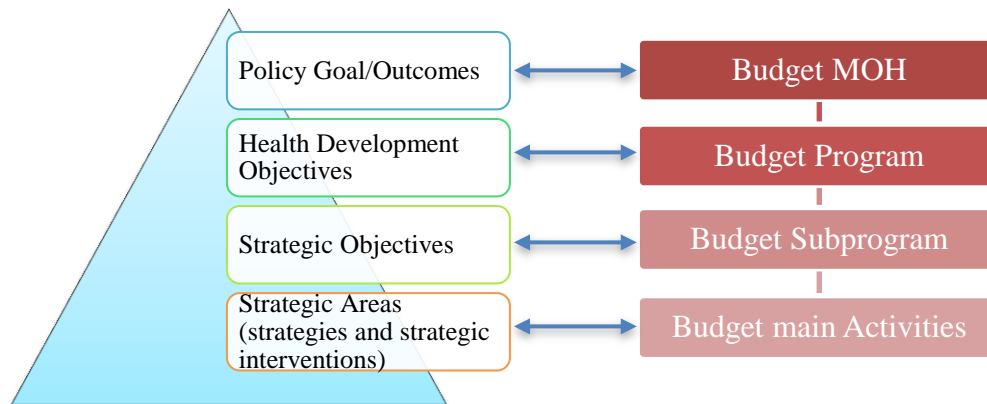 Policy Goal/Outcomes
Budget MOH
Health Development
Objectives
Budget Program
Strategic Objectives
Budget Subprogram
Strategic Areas
(strategies and strategic
interventions)
Budget main Activities